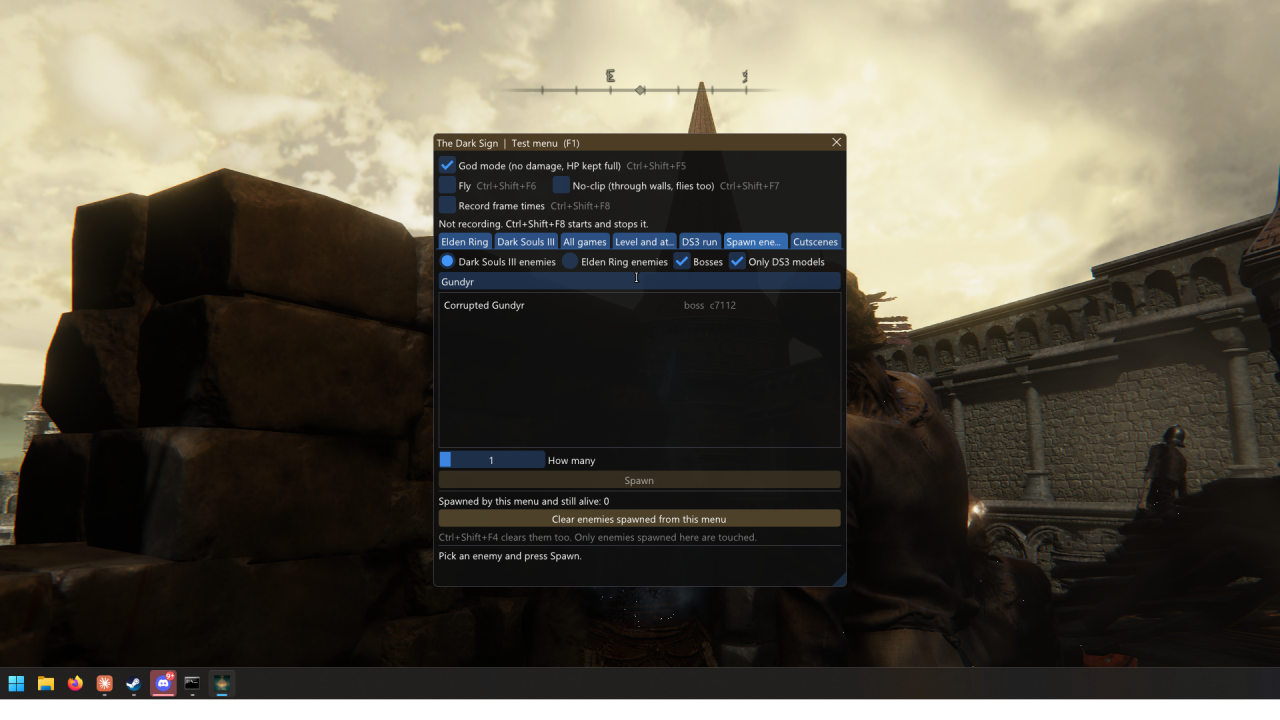 E
The Dark Sign | Test menu (F1)
God mode (no damage, HP kept full) Ctrl+Shift+F5
Fly Ctrl+Shift+F6 No-clip (through walls, flies too) Ctrl+Shift+F7
Record frame times Ctrl+Shift+F8
Not recording. Ctrl+Shift+F8 starts and stops it.
Elden Ring Dark Souls III All games Level and at... DS3 run Spawn ene... Cutscenes
Dark Souls III enemies Elden Ring enemies Bosses Only DS3 models
Gundyr
Corrupted Gundyr boss c7112
1 How many
Spawn
Spawned by this menu and still alive: 0
Clear enemies spawned from this menu
Ctrl+Shift+F4 clears them too. Only enemies spawned here are touched.
Pick an enemy and press Spawn.